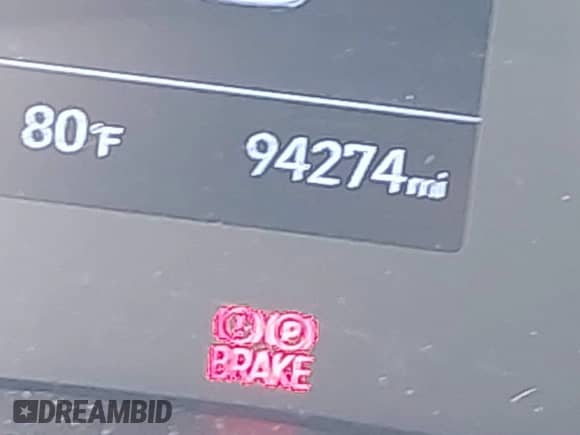 80°F 94274mi
(!) (P)
BRAKE
DREAMBID